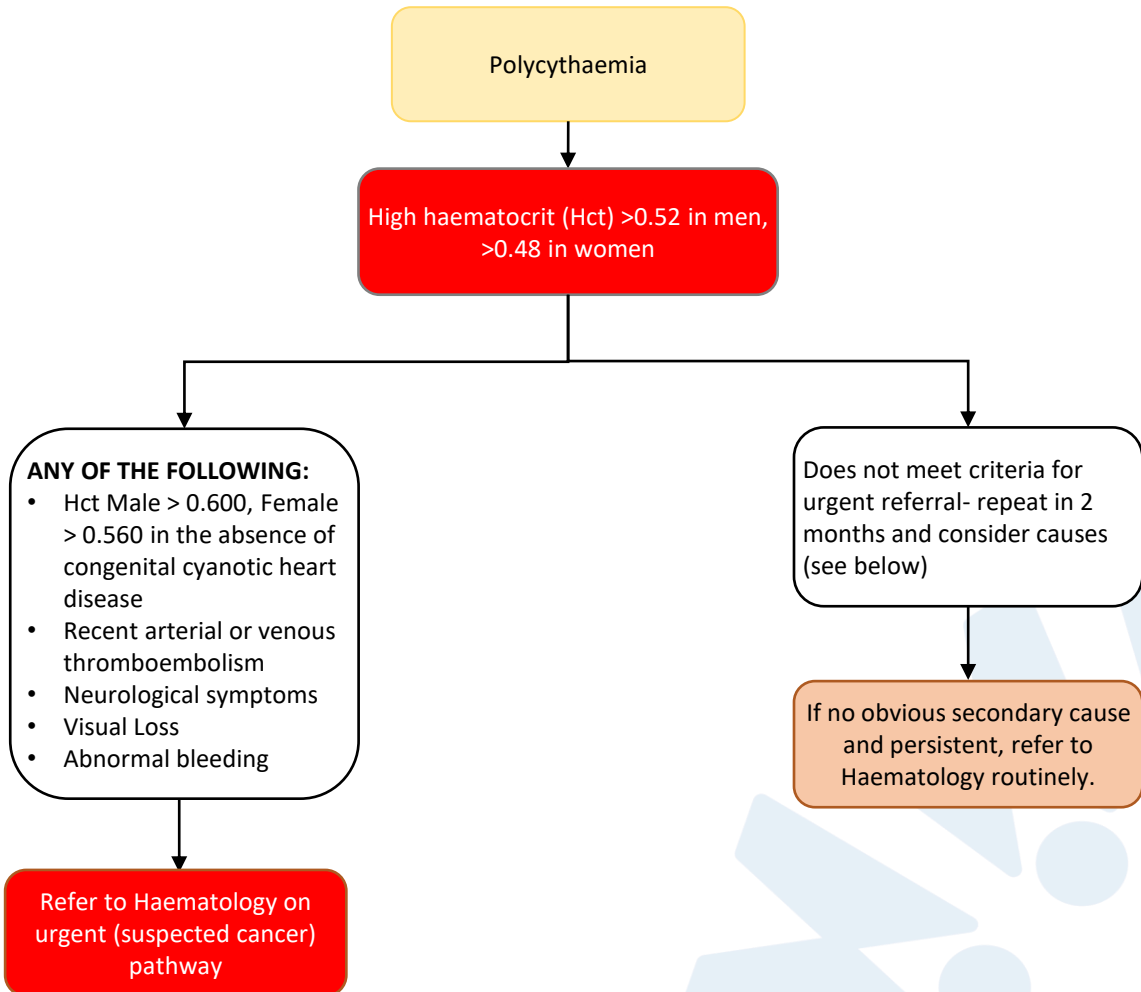 Polycythaemia
High haematocrit (Hct) >0.52 in men,
>0.48 in women
ANY OF THE FOLLOWING:
• Hct Male > 0.600, Female
> 0.560 in the absence of
congenital cyanotic heart
disease
• Recent arterial or venous
thromboembolism
• Neurological symptoms
• Visual Loss
• Abnormal bleeding
Does not meet criteria for
urgent referral- repeat in 2
months and consider causes
(see below)
If no obvious secondary cause
and persistent, refer to
Haematology routinely.
Refer to Haematology on
urgent (suspected cancer)
pathway